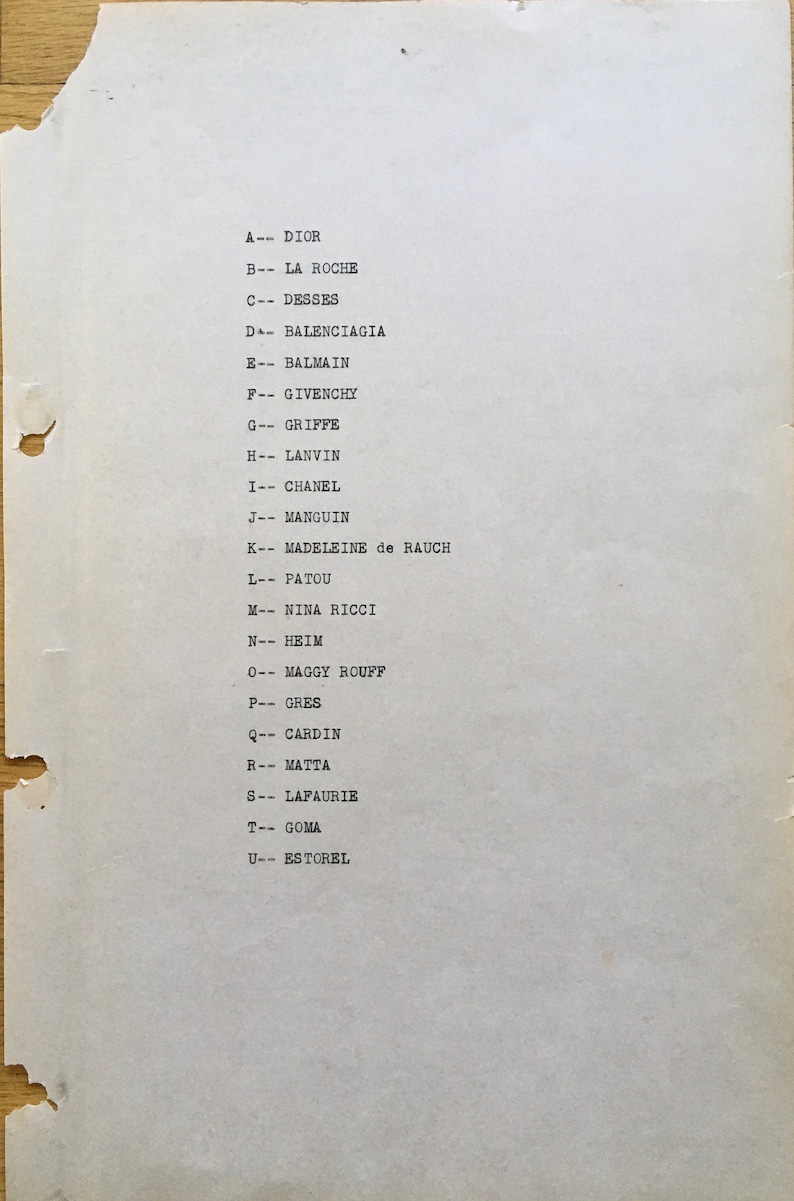 A-- DIOR
B-- LA ROCHE
C-- DESSES
D-- BALENCIAGIA
E-- BALMAIN
F-- GIVENCHY
G-- GRIFFE
H-- LANVIN
I-- CHANEL
J-- MANGUIN
K-- MADELEINE de RAUCH
L-- PATOU
M-- NINA RICCI
N-- HEIM
O-- MAGGY ROUFF
P-- GRES
Q-- CARDIN
R-- MATTA
S-- LAFAURIE
T-- GOMA
U-- ESTOREL